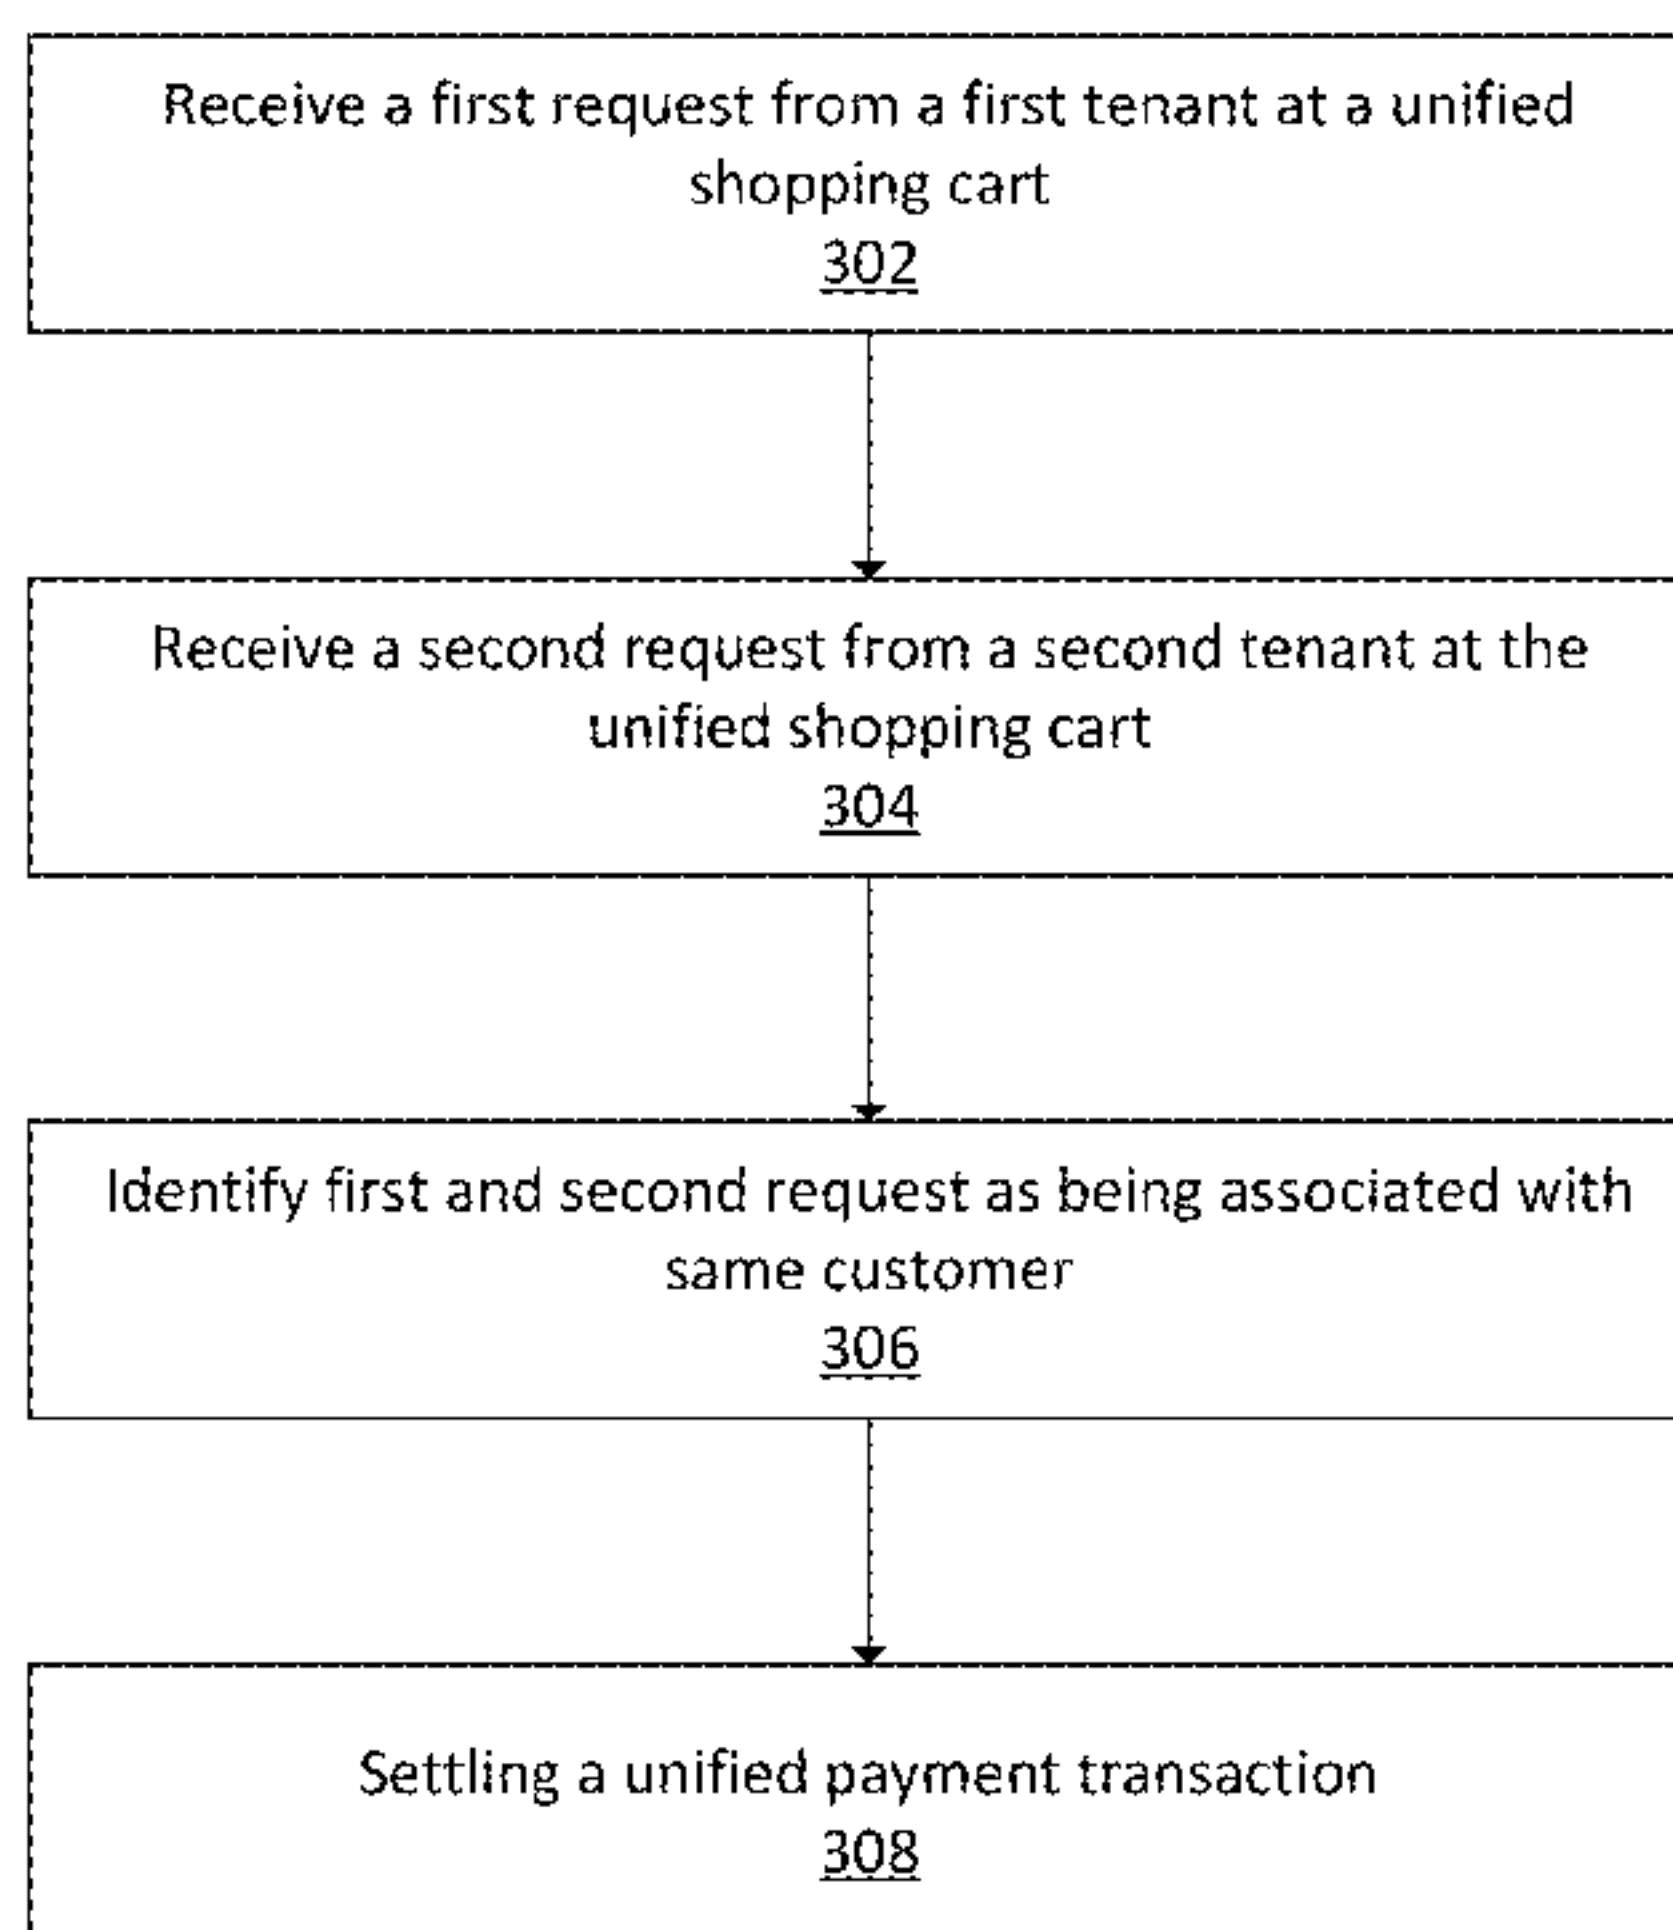 Receive a first request from a first tenant at a unified
shopping cart
302
Receive a second request from a second tenant at the
unified shopping cart
304
Identify first and second request as being associated with
same customer
306
Settling a unified payment transaction
308